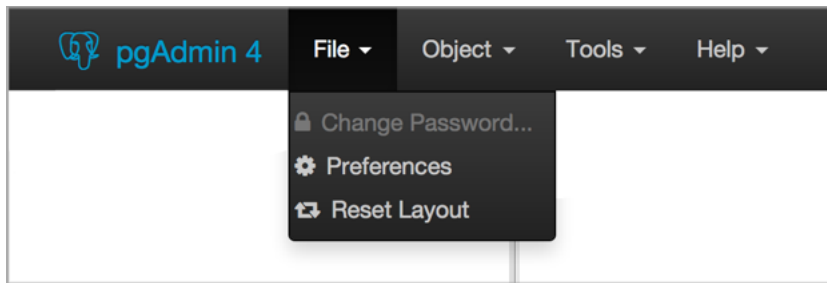 pgAdmin 4 File Object Tools Help
Change Password...
Preferences
Reset Layout